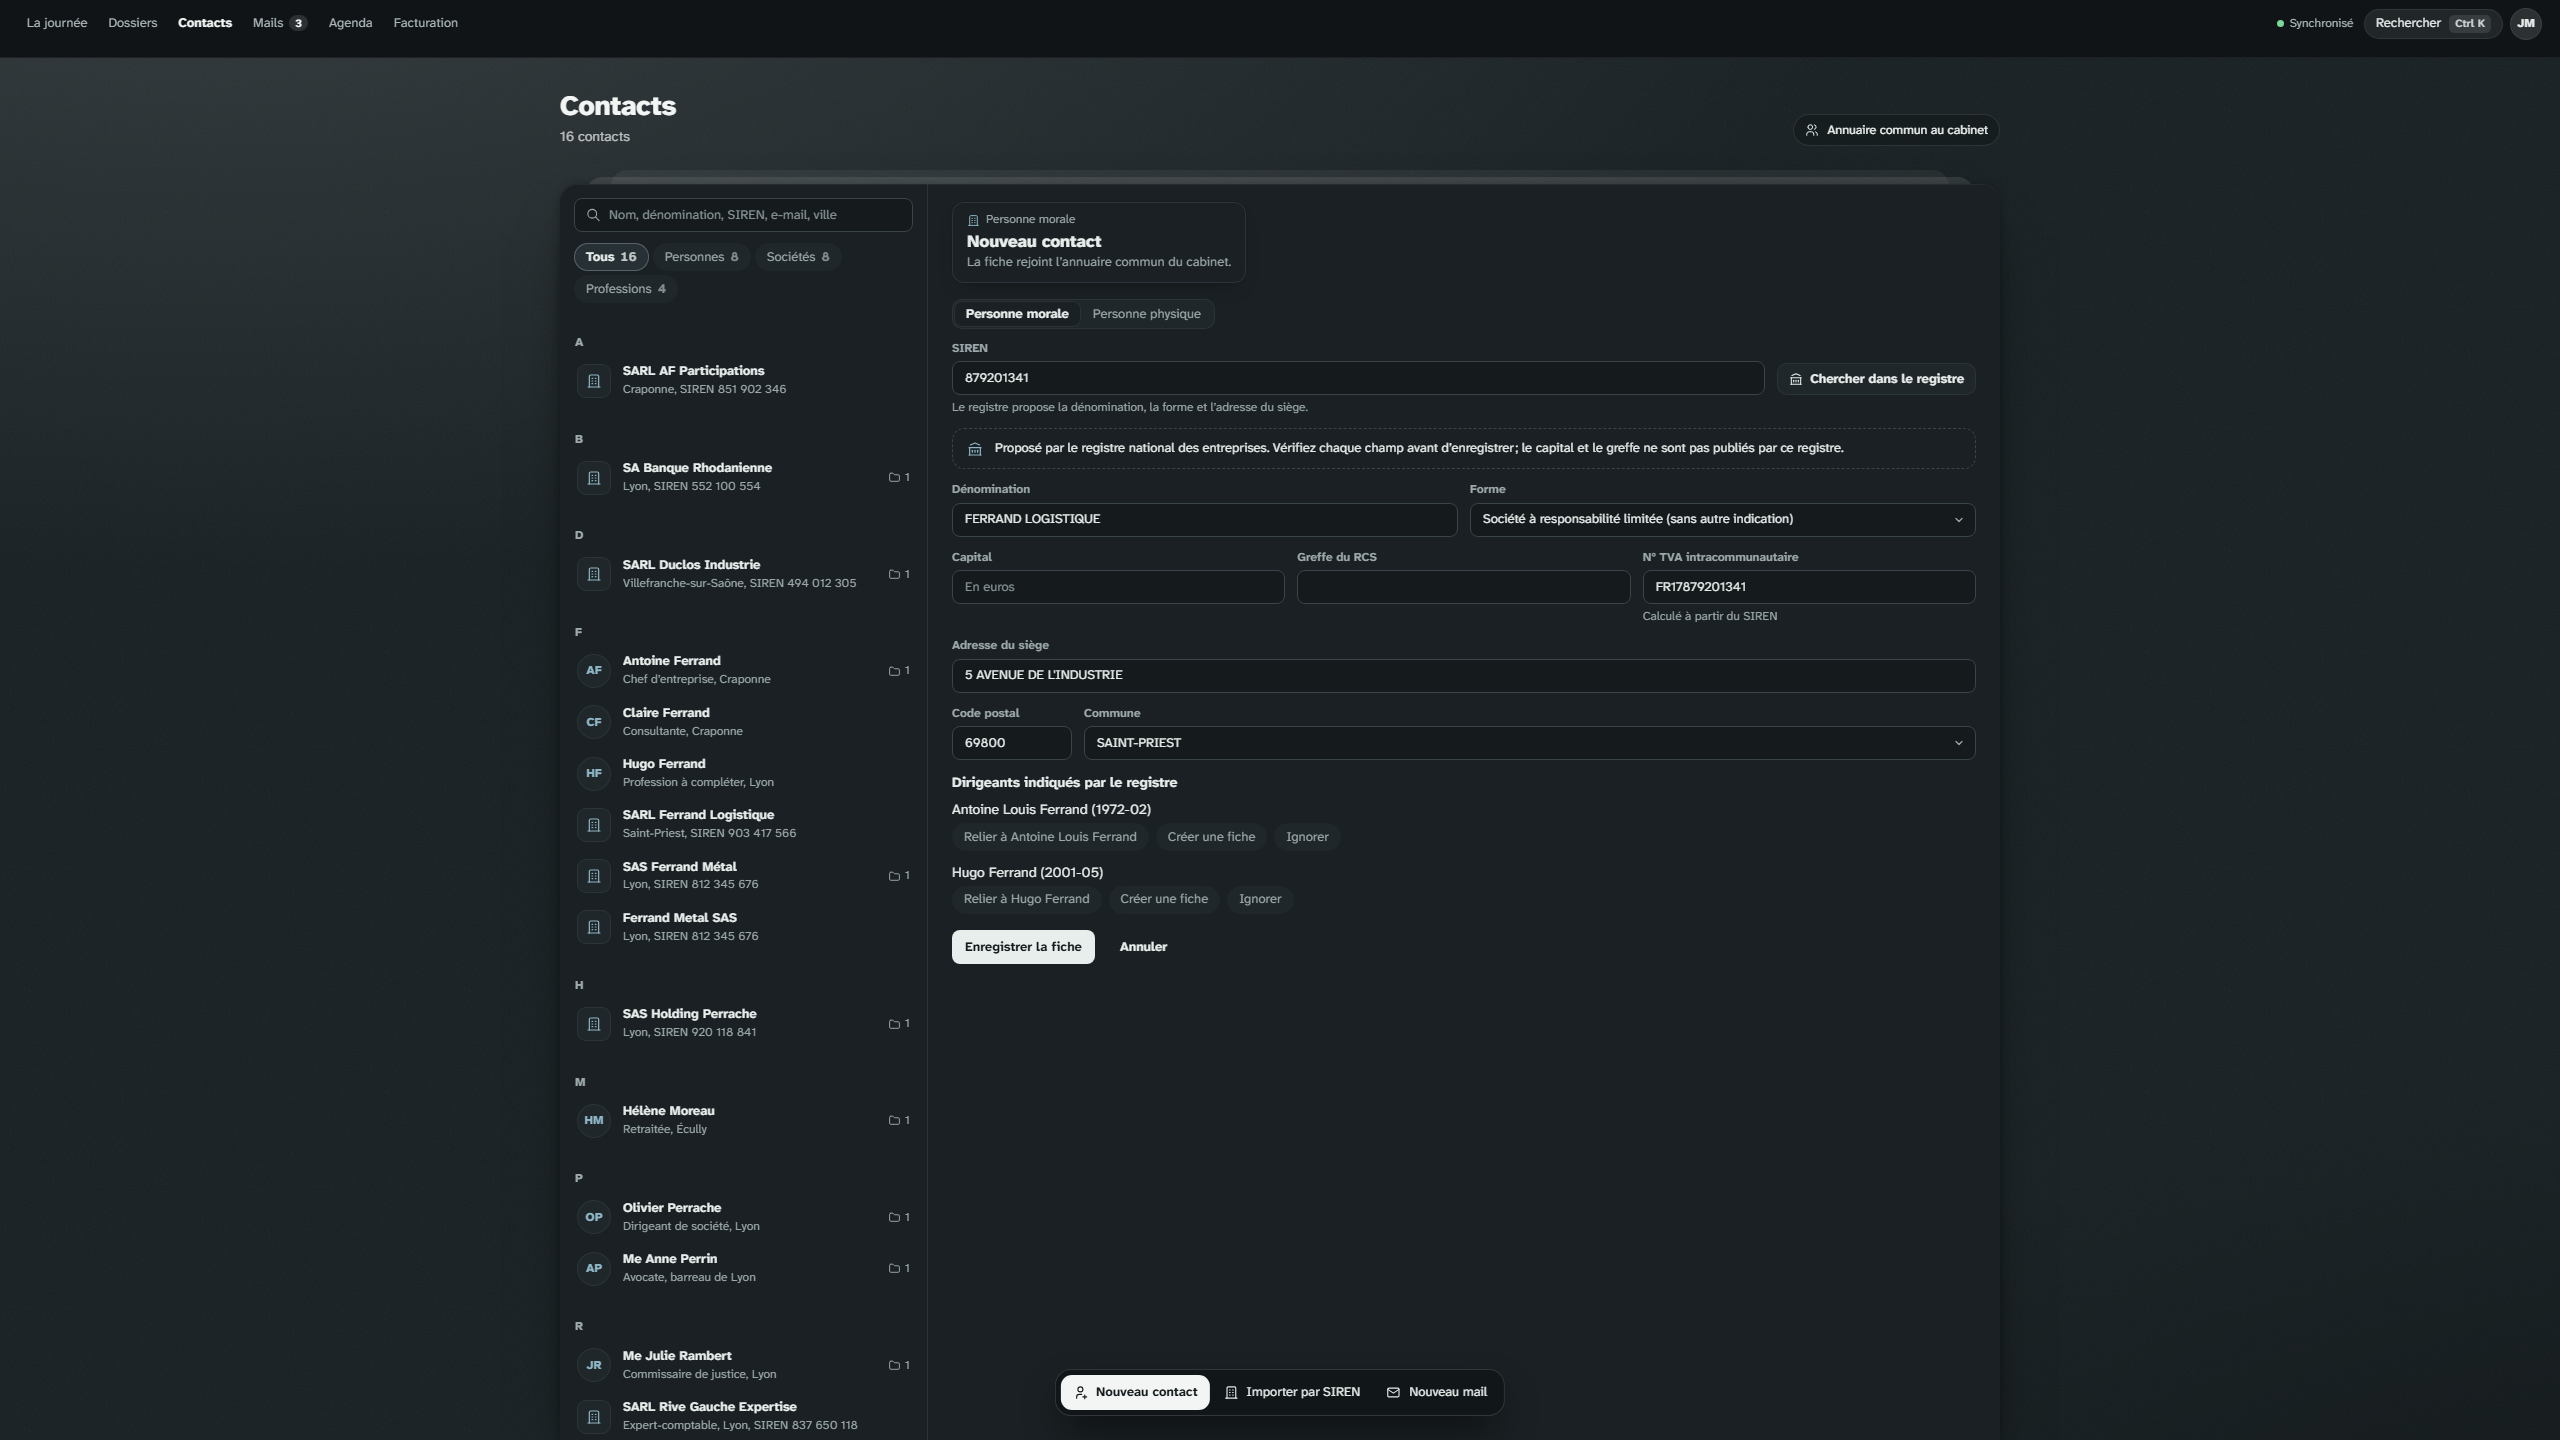 La journée Dossiers Contacts Mails 3 Agenda Facturation Synchronisé Rechercher Ctrl K JM
Contacts
16 contacts
Annuaire commun au cabinet
Nom, dénomination, SIREN, e-mail, ville
Tous 16 Personnes 8 Sociétés 8
Professions 4
A
SARL AF Participations
Craponne, SIREN 851 902 346
B
SA Banque Rhodanienne
Lyon, SIREN 552 100 554
1
D
SARL Duclos Industrie
Villefranche-sur-Saône, SIREN 494 012 305
1
F
AF
Antoine Ferrand
Chef d'entreprise, Craponne
1
CF
Claire Ferrand
Consultante, Craponne
HF
Hugo Ferrand
Profession à compléter, Lyon
SARL Ferrand Logistique
Saint-Priest, SIREN 903 417 566
SAS Ferrand Métal
Lyon, SIREN 812 345 676
1
Ferrand Metal SAS
Lyon, SIREN 812 345 676
H
SAS Holding Perrache
Lyon, SIREN 920 118 841
1
M
HM
Hélène Moreau
Retraitée, Écully
1
P
OP
Olivier Perrache
Dirigeant de société, Lyon
1
AP
Me Anne Perrin
Avocate, barreau de Lyon
1
R
JR
Me Julie Rambert
Commissaire de justice, Lyon
1
SARL Rive Gauche Expertise
Expert-comptable, Lyon, SIREN 837 650 118
Personne morale
Nouveau contact
La fiche rejoint l'annuaire commun du cabinet.
Personne morale Personne physique
SIREN
879201341 Chercher dans le registre
Le registre propose la dénomination, la forme et l'adresse du siège.
Proposé par le registre national des entreprises. Vérifiez chaque champ avant d'enregistrer ; le capital et le greffe ne sont pas publiés par ce registre.
Dénomination Forme
FERRAND LOGISTIQUE Société à responsabilité limitée (sans autre indication)
Capital Greffe du RCS N° TVA intracommunautaire
En euros FR17879201341
Calculé à partir du SIREN
Adresse du siège
5 AVENUE DE L'INDUSTRIE
Code postal Commune
69800 SAINT-PRIEST
Dirigeants indiqués par le registre
Antoine Louis Ferrand (1972-02)
Relier à Antoine Louis Ferrand Créer une fiche Ignorer
Hugo Ferrand (2001-05)
Relier à Hugo Ferrand Créer une fiche Ignorer
Enregistrer la fiche Annuler
Nouveau contact Importer par SIREN Nouveau mail